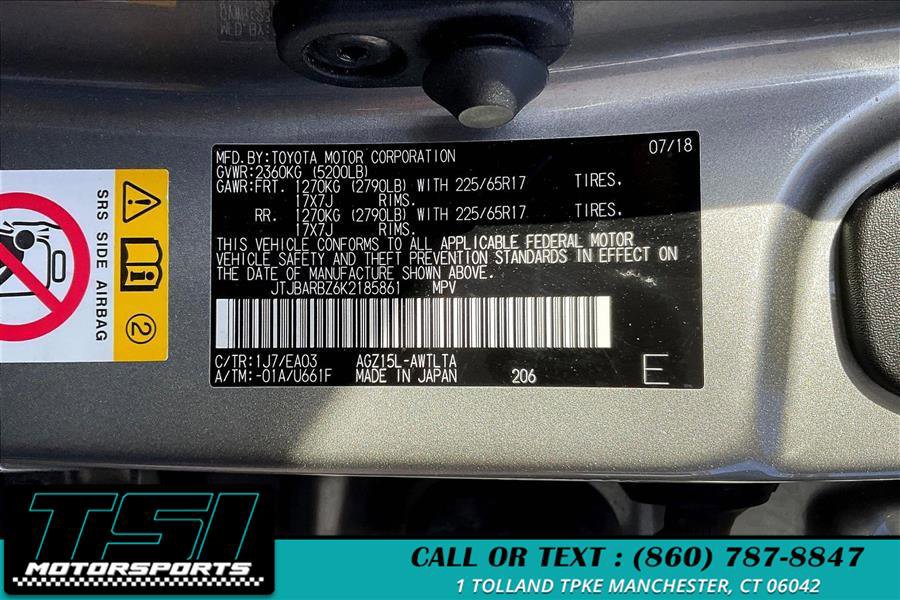 MFD.BY:TOYOTA MOTOR CORPORATION 07/18
GVWR:2360KG (5200LB)
GAWR:FRT. 1270KG (2790LB) WITH 225/65R17 TIRES,
17X7J RIMS.
RR. 1270KG (2790LB) WITH 225/65R17 TIRES,
17X7J RIMS.
THIS VEHICLE CONFORMS TO ALL APPLICABLE FEDERAL MOTOR
VEHICLE SAFETY AND THEFT PREVENTION STANDARDS IN EFFECT ON
THE DATE OF MANUFACTURE SHOWN ABOVE.
JTJBARBZ6K2185861 MPV
C/TR:1J7/EA03 AGZ15L-AWTLTA
A/TM:-01A/U661F MADE IN JAPAN 206 E
SRS SIDE AIRBAG
2
TSI
MOTORSPORTS
CALL OR TEXT : (860) 787-8847
1 TOLLAND TPKE MANCHESTER, CT 06042